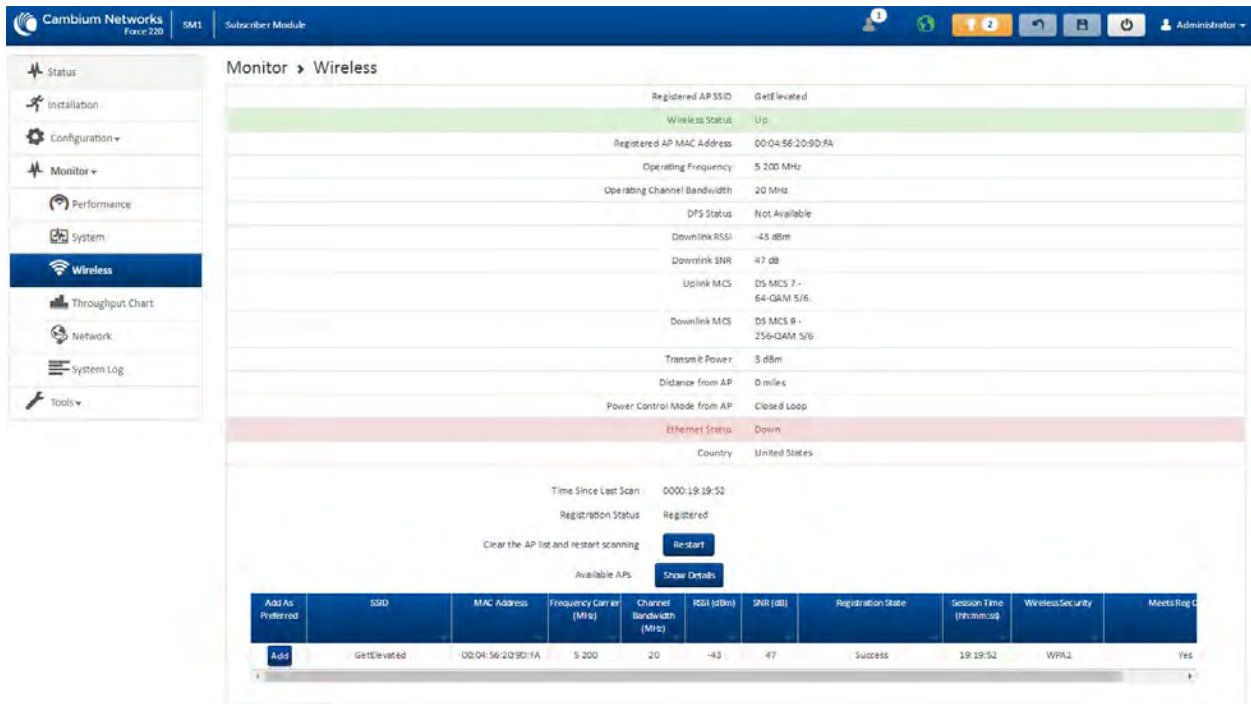 Cambium Networks
Force 220
SM1
Subscriber Module
1
2
Administrator
Status
Installation
Configuration
Monitor
Performance
System
Wireless
Throughput Chart
Network
System Log
Tools
Monitor > Wireless
Registered AP SSID GetElevated
Wireless Status Up
Registered AP MAC Address 00:04:56:20:9D:FA
Operating Frequency 5 200 MHz
Operating Channel Bandwidth 20 MHz
DFS Status Not Available
Downlink RSSI -43 dBm
Downlink SNR 47 dB
Uplink MCS DS MCS 7 -
64-QAM 5/6
Downlink MCS DS MCS 9 -
256-QAM 5/6
Transmit Power 3 dBm
Distance from AP 0 miles
Power Control Mode from AP Closed Loop
Ethernet Status Down
Country United States
Time Since Last Scan 0000:19:19:52
Registration Status Registered
Clear the AP list and restart scanning Restart
Available APs Show Details
Add As Preferred SSID MAC Address Frequency Carrier (MHz) Channel Bandwidth (MHz) RSSI (dBm) SNR (dB) Registration State Session Time (hh:mm:ss) Wireless Security Meets Reg C
Add GetElevated 00:04:56:20:9D:FA 5 200 20 -43 47 Success 19:19:52 WPA2 Yes